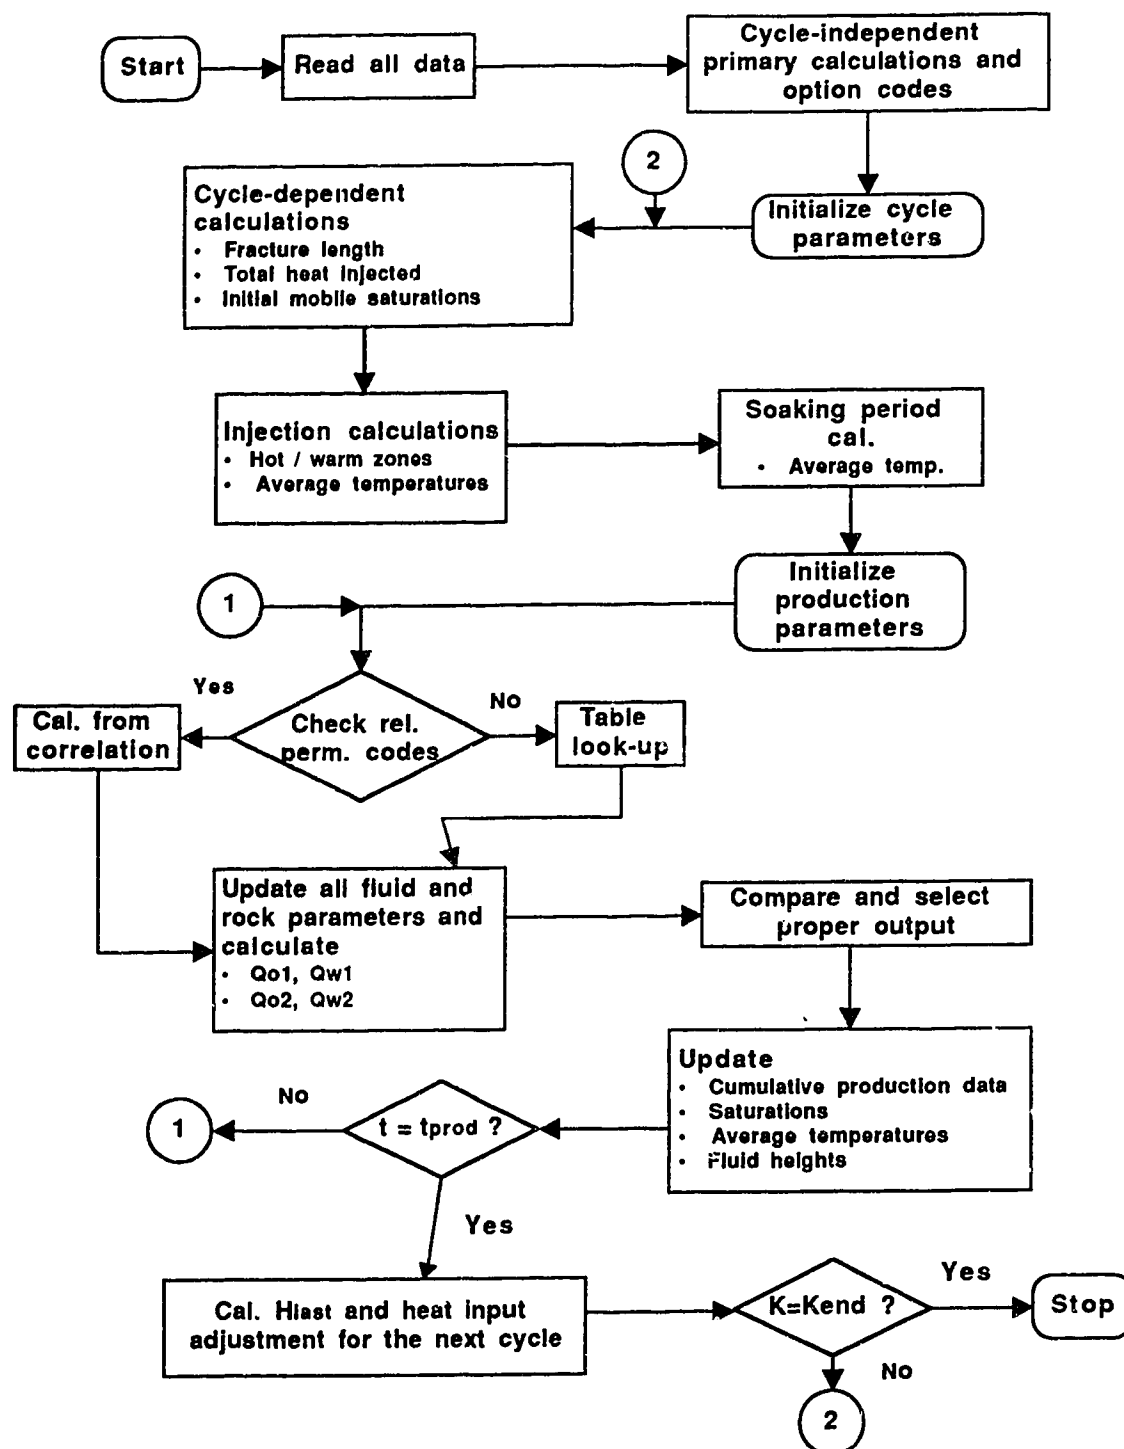 Start
Read all data
Cycle-independent
primary calculations and
option codes
2
Initialize cycle
parameters
Cycle-dependent
calculations
• Fracture length
• Total heat injected
• Initial mobile saturations
Injection calculations
• Hot / warm zones
• Average temperatures
Soaking period
cal.
• Average temp.
Initialize
production
parameters
1
Yes
No
Cal. from
correlation
Check rel.
perm. codes
Table
look-up
Update all fluid and
rock parameters and
calculate
• Qo1, Qw1
• Qo2, Qw2
Compare and select
proper output
Update
• Cumulative production data
• Saturations
• Average temperatures
• Fluid heights
No
1
t = tprod ?
Yes
Cal. Hlast and heat input
adjustment for the next cycle
K=Kend ?
Yes
Stop
No
2